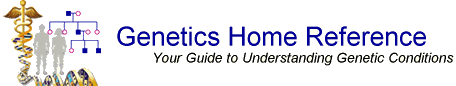 Genetics Home Reference
Your Guide to Understanding Genetic Conditions